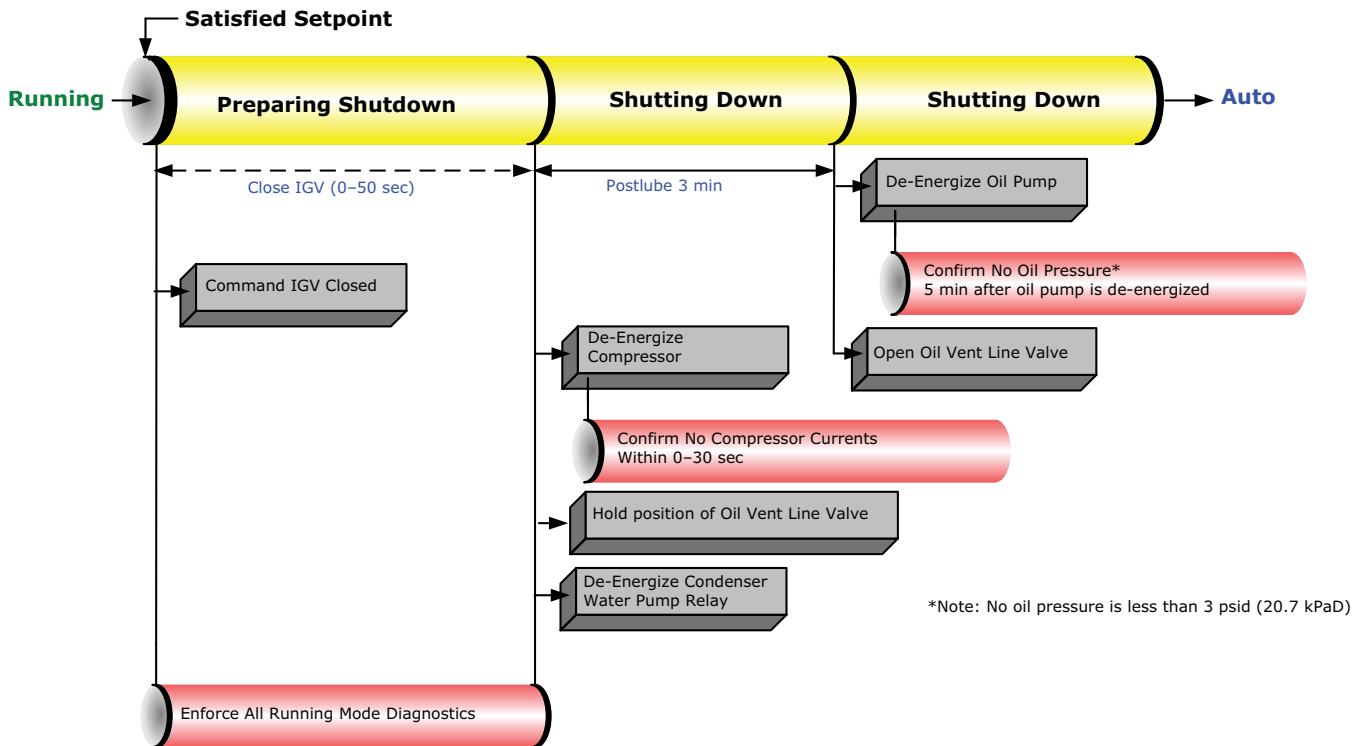 Satisfied Setpoint
Running
Preparing Shutdown
Shutting Down
Shutting Down
Auto
Close IGV (0–50 sec)
Postlube 3 min
De-Energize Oil Pump
Confirm No Oil Pressure*
5 min after oil pump is de-energized
Command IGV Closed
De-Energize
Compressor
Open Oil Vent Line Valve
Confirm No Compressor Currents
Within 0–30 sec
Hold position of Oil Vent Line Valve
De-Energize Condenser
Water Pump Relay
*Note: No oil pressure is less than 3 psid (20.7 kPaD)
Enforce All Running Mode Diagnostics